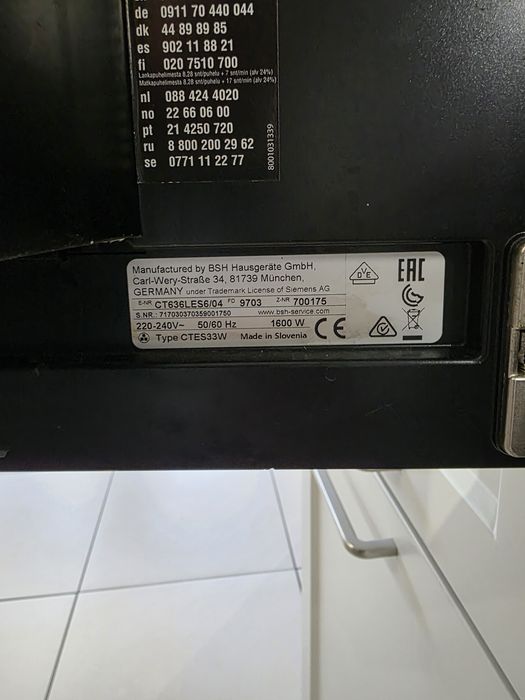 de 0911 70 440 044
dk 44 89 89 85
es 902 11 88 21
fi 020 7510 700
Lankapuhelimesta 8,28 snt/puhelu + 7 snt/min (alv 24%)
Matkapuhelimesta 8,28 snt/puhelu + 17 snt/min (alv 24%)
nl 088 424 4020
no 22 66 06 00
pt 21 4250 720
ru 8 800 200 29 62
se 0771 11 22 77
8001031339
Manufactured by BSH Hausgeräte GmbH,
Carl-Wery-Straße 34, 81739 München,
GERMANY under Trademark License of Siemens AG
E-NR CT636LES6/04 FD 9703 Z-NR 700175
S.NR.: 717030370359001750 www.bsh-service.com
220-240V~ 50/60 Hz 1600 W
Type CTES33W Made in Slovenia
VDE
EAC
CE